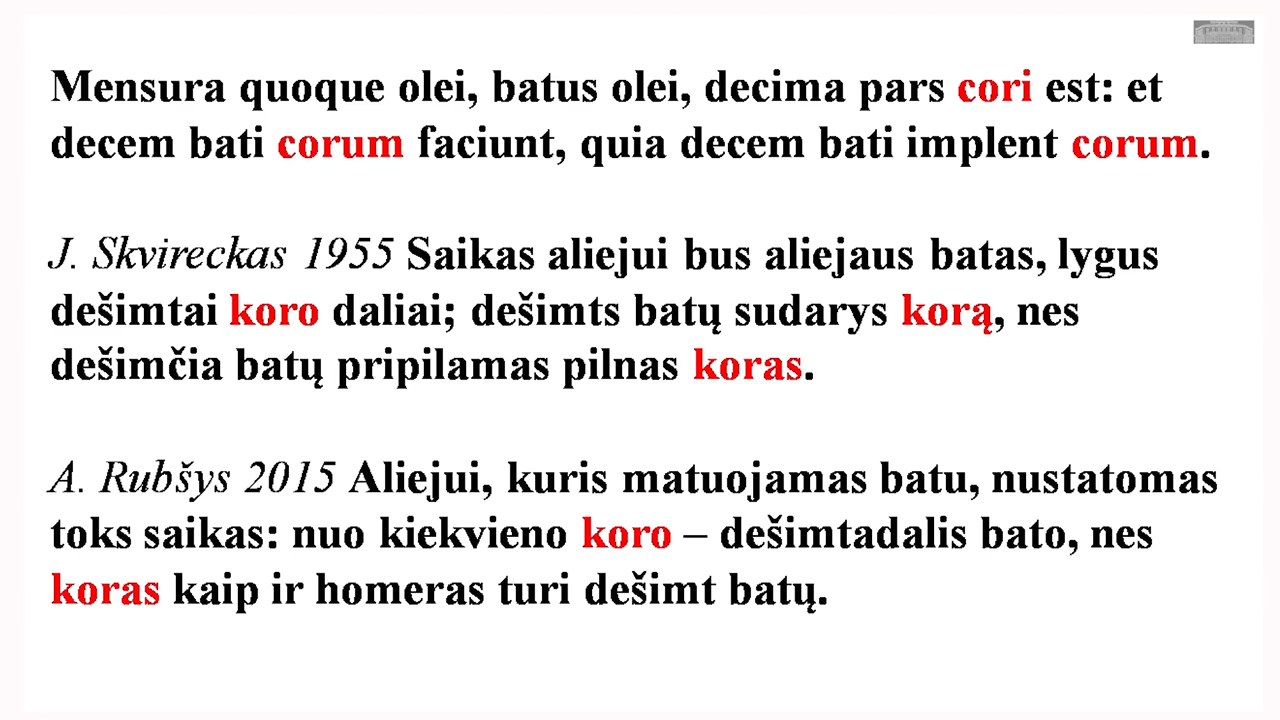 Mensura quoque olei, batus olei, decima pars cori est: et
decem bati corum faciunt, quia decem bati implent corum.
J. Skvireckas 1955 Saikas aliejui bus aliejaus batas, lygus
dešimtai koro daliai; dešimts batų sudarys korą, nes
dešimčia batų pripilamas pilnas koras.
A. Rubšys 2015 Aliejui, kuris matuojamas batu, nustatomas
toks saikas: nuo kiekvieno koro – dešimtadalis bato, nes
koras kaip ir homeras turi dešimt batų.